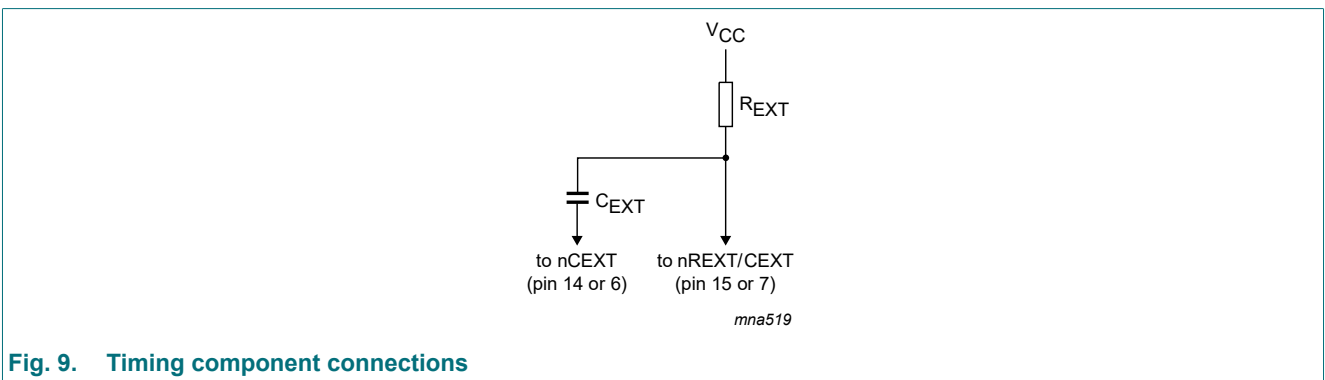 VCC
REXT
CEXT
to nCEXT to nREXT/CEXT
(pin 14 or 6) (pin 15 or 7)
mna519
Fig. 9. Timing component connections